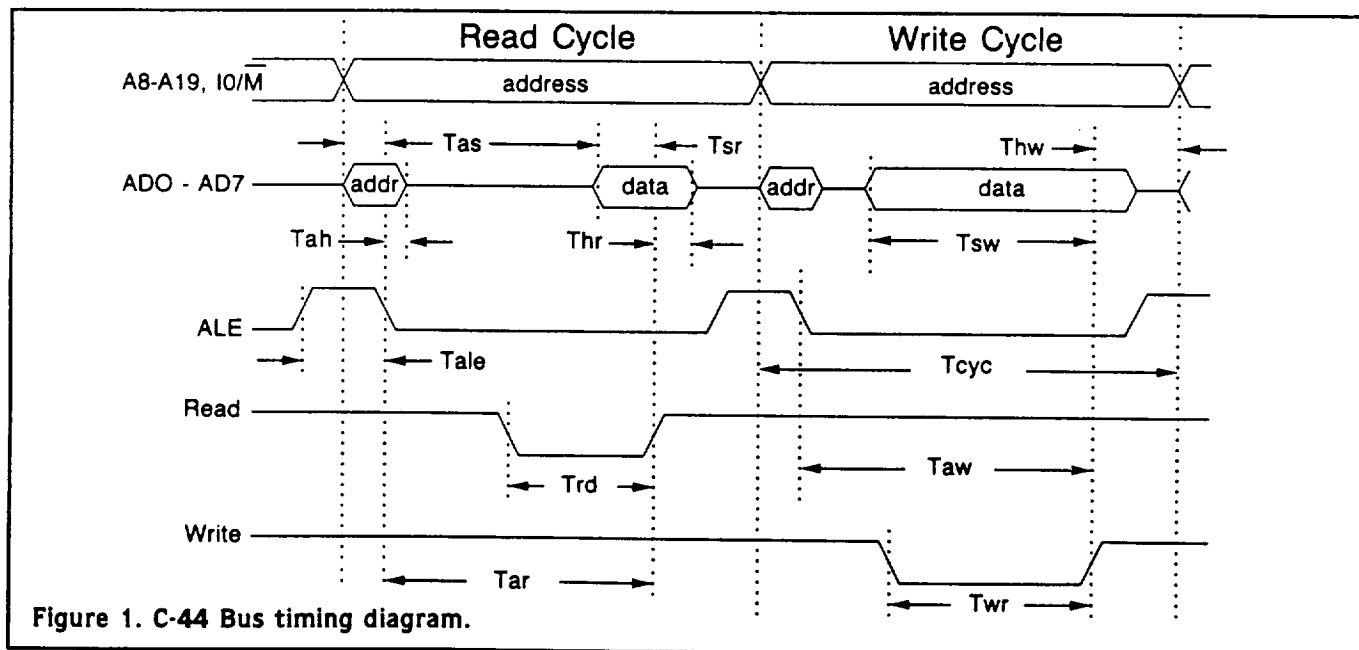 Read Cycle Write Cycle
A8-A19, I0/M̅ address address
Tas Tsr Thw
ADO - AD7 addr data addr data
Tah Thr Tsw
ALE
Tale Tcyc
Read
Trd Taw
Write
Tar Twr
Figure 1. C-44 Bus timing diagram.